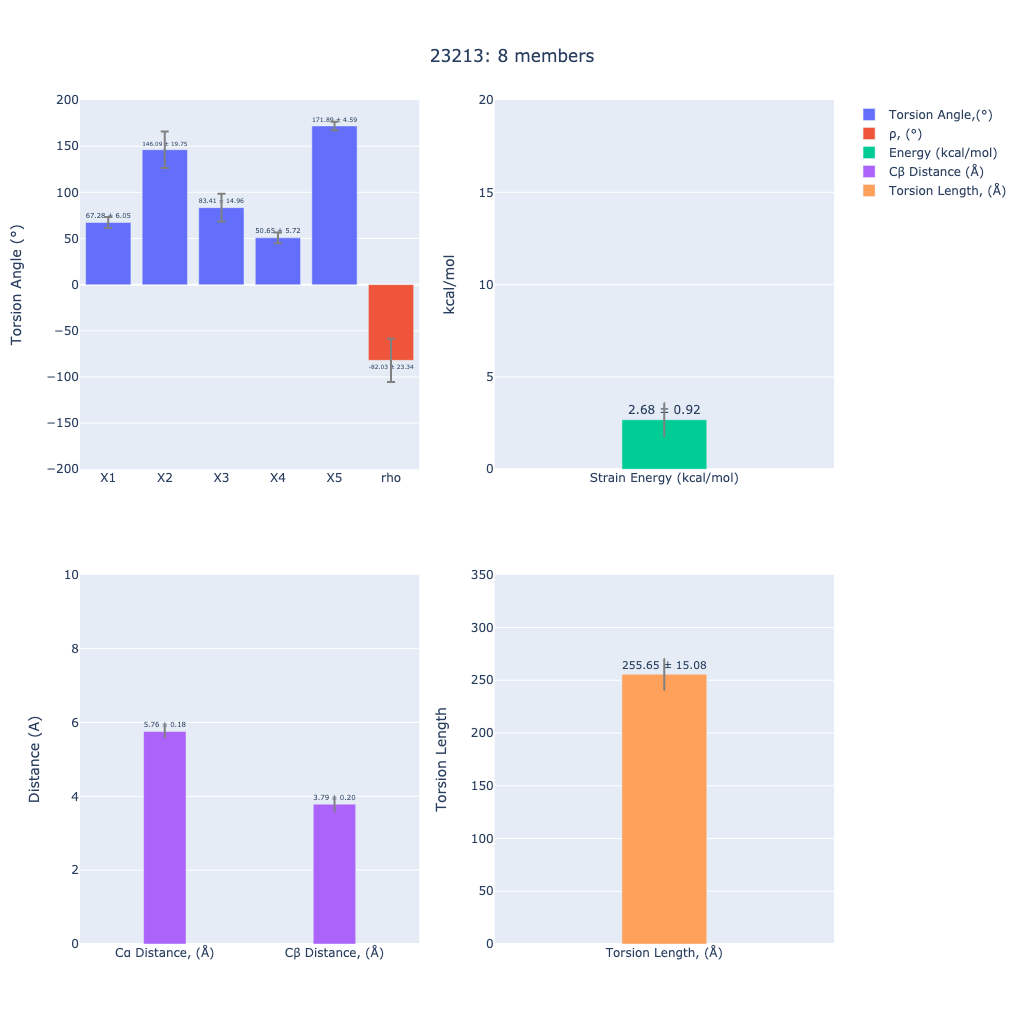 23213: 8 members
Torsion Angle (°)
200
150
100
50
0
−50
−100
−150
−200
67.28 ± 6.05
146.09 ± 19.75
83.41 ± 14.96
50.65 ± 5.72
171.89 ± 4.59
-82.03 ± 23.34
X1
X2
X3
X4
X5
rho
kcal/mol
20
15
10
5
0
2.68 ± 0.92
Strain Energy (kcal/mol)
Torsion Angle,(°)
ρ, (°)
Energy (kcal/mol)
Cβ Distance (Å)
Torsion Length, (Å)
Distance (A)
10
8
6
4
2
0
5.76 ± 0.18
3.79 ± 0.20
Cα Distance, (Å)
Cβ Distance, (Å)
Torsion Length
350
300
250
200
150
100
50
0
255.65 ± 15.08
Torsion Length, (Å)